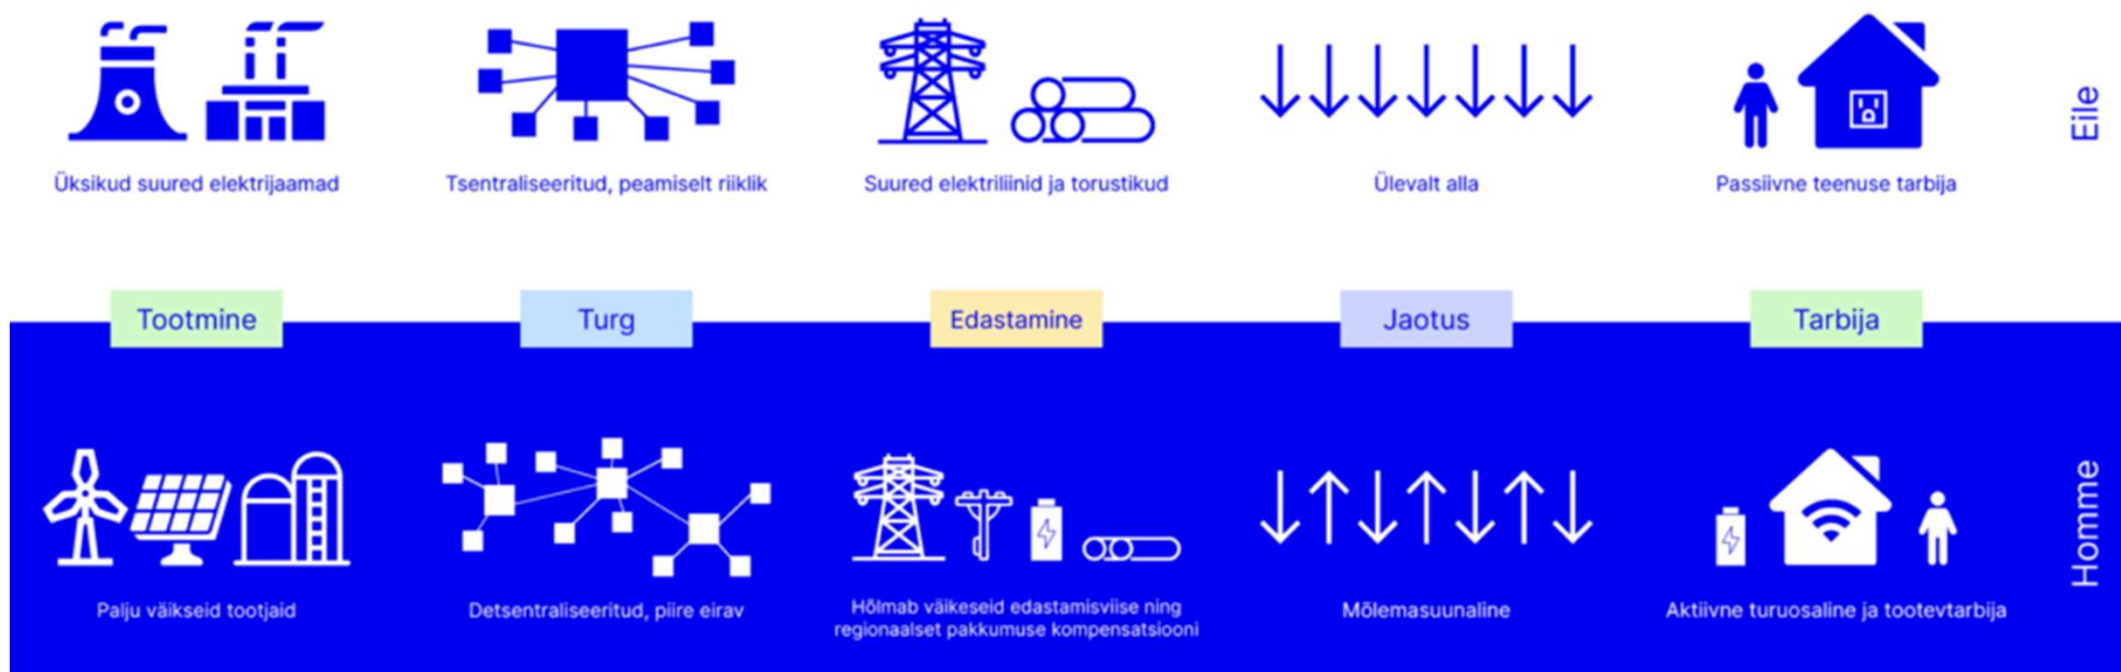 Üksikud suured elektrijaamad
Tsentraliseeritud, peamiselt riiklik
Suured elektriliinid ja torustikud
Ülevalt alla
Passiivne teenuse tarbija
Eile
Tootmine
Turg
Edastamine
Jaotus
Tarbija
Palju väikseid tootjaid
Detsentraliseeritud, piire eirav
Hõlmab väikeseid edastamisviise ning
regionaalset pakkumuse kompensatsiooni
Mõlemasuunaline
Aktiivne turuosaline ja tootevtarbija
Homme